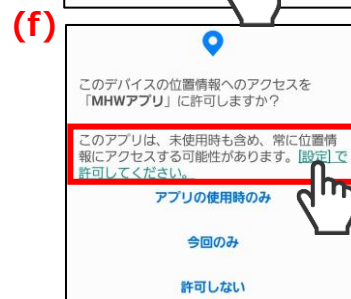 (f)
このデバイスの位置情報へのアクセスを
「MHWアプリ」に許可しますか？
このアプリは、未使用時も含め、常に位置情
報にアクセスする可能性があります。[設定] で
許可してください。
アプリの使用時のみ
今回のみ
許可しない